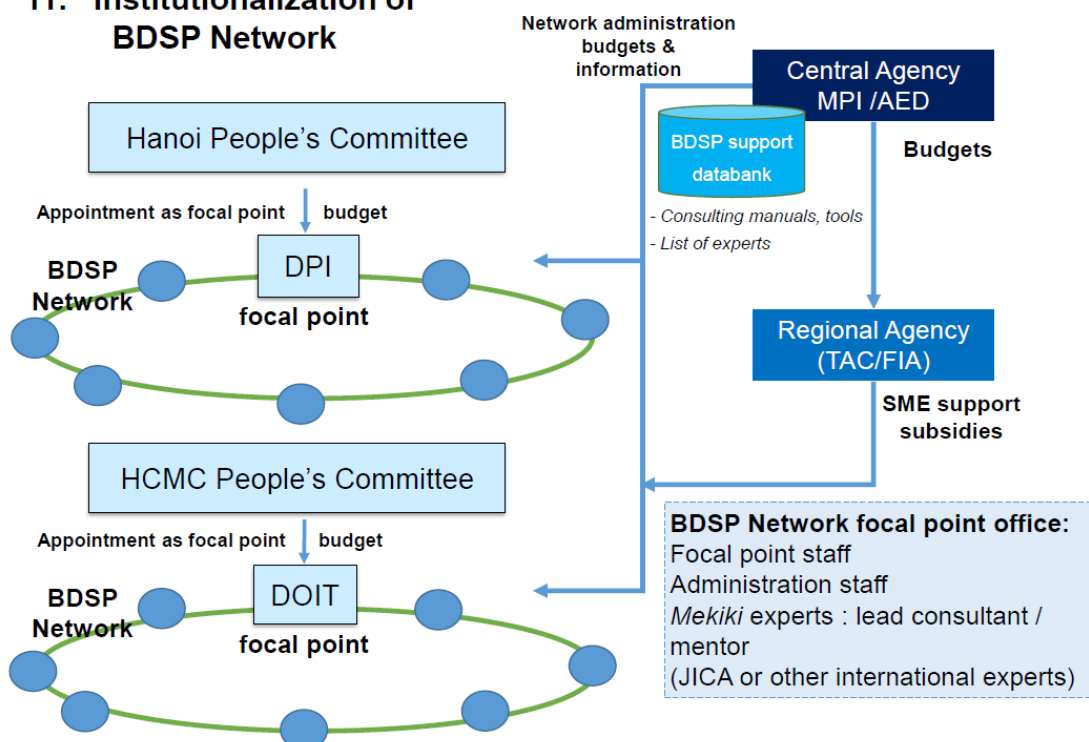 11. Institutionalization of
BDSP Network
Network administration
budgets &
information
Central Agency
MPI /AED
BDSP support
databank
Budgets
- Consulting manuals, tools
- List of experts
Hanoi People's Committee
Appointment as focal point
budget
DPI
focal point
BDSP
Network
Regional Agency
(TAC/FIA)
SME support
subsidies
HCMC People's Committee
Appointment as focal point
budget
DOIT
focal point
BDSP
Network
BDSP Network focal point office:
Focal point staff
Administration staff
Mekiki experts : lead consultant /
mentor
(JICA or other international experts)